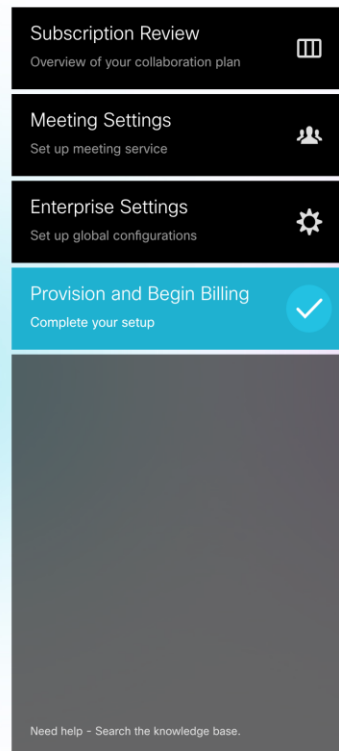 Subscription Review
Overview of your collaboration plan
Meeting Settings
Set up meeting service
Enterprise Settings
Set up global configurations
Provision and Begin Billing
Complete your setup
Need help - Search the knowledge base.